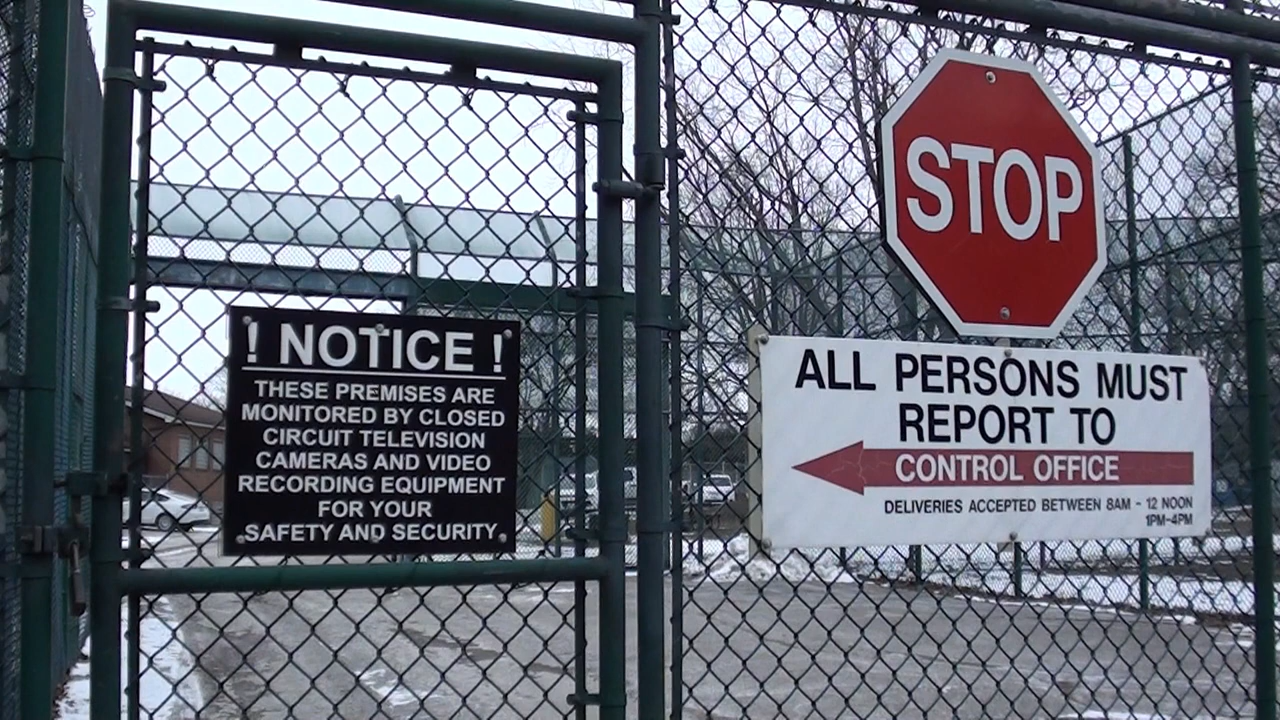 ! NOTICE !
THESE PREMISES ARE
MONITORED BY CLOSED
CIRCUIT TELEVISION
CAMERAS AND VIDEO
RECORDING EQUIPMENT
FOR YOUR
SAFETY AND SECURITY.
STOP
ALL PERSONS MUST
REPORT TO
CONTROL OFFICE
DELIVERIES ACCEPTED BETWEEN 8AM - 12 NOON
1PM-4PM